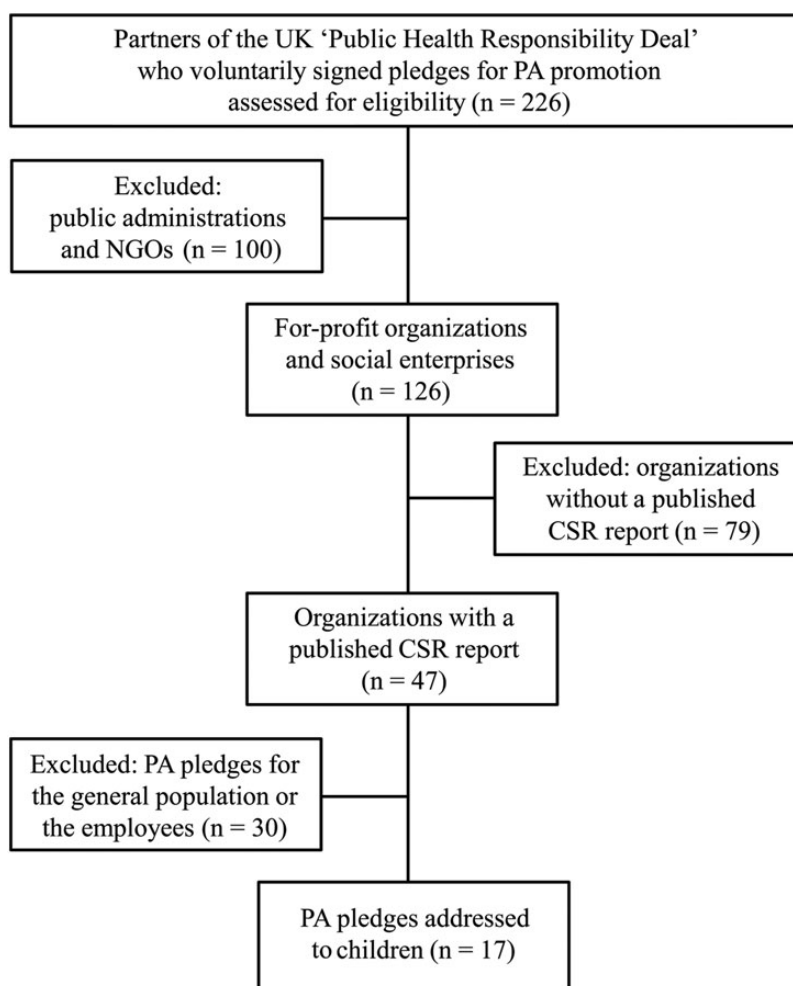 Partners of the UK ‘Public Health Responsibility Deal’
who voluntarily signed pledges for PA promotion
assessed for eligibility (n = 226)
Excluded:
public administrations
and NGOs (n = 100)
For-profit organizations
and social enterprises
(n = 126)
Excluded: organizations
without a published
CSR report (n = 79)
Organizations with a
published CSR report
(n = 47)
Excluded: PA pledges for
the general population or
the employees (n = 30)
PA pledges addressed
to children (n = 17)